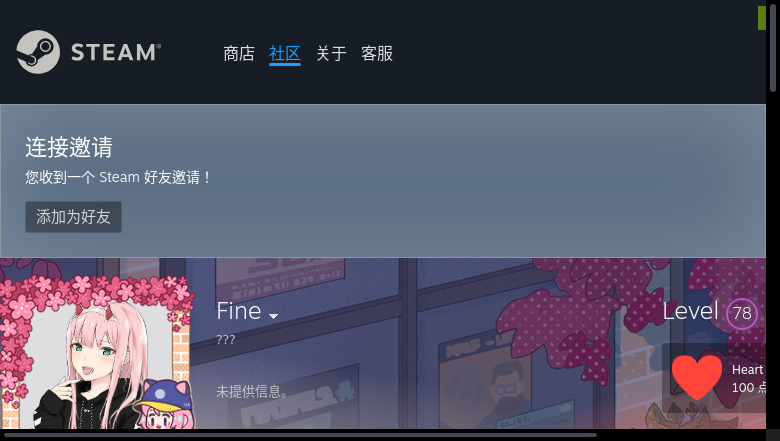 STEAM®
商店 社区 关于 客服
连接邀请
您收到一个 Steam 好友邀请！
添加为好友
Fine
Level 78
???
Heart
100 点
未提供信息。